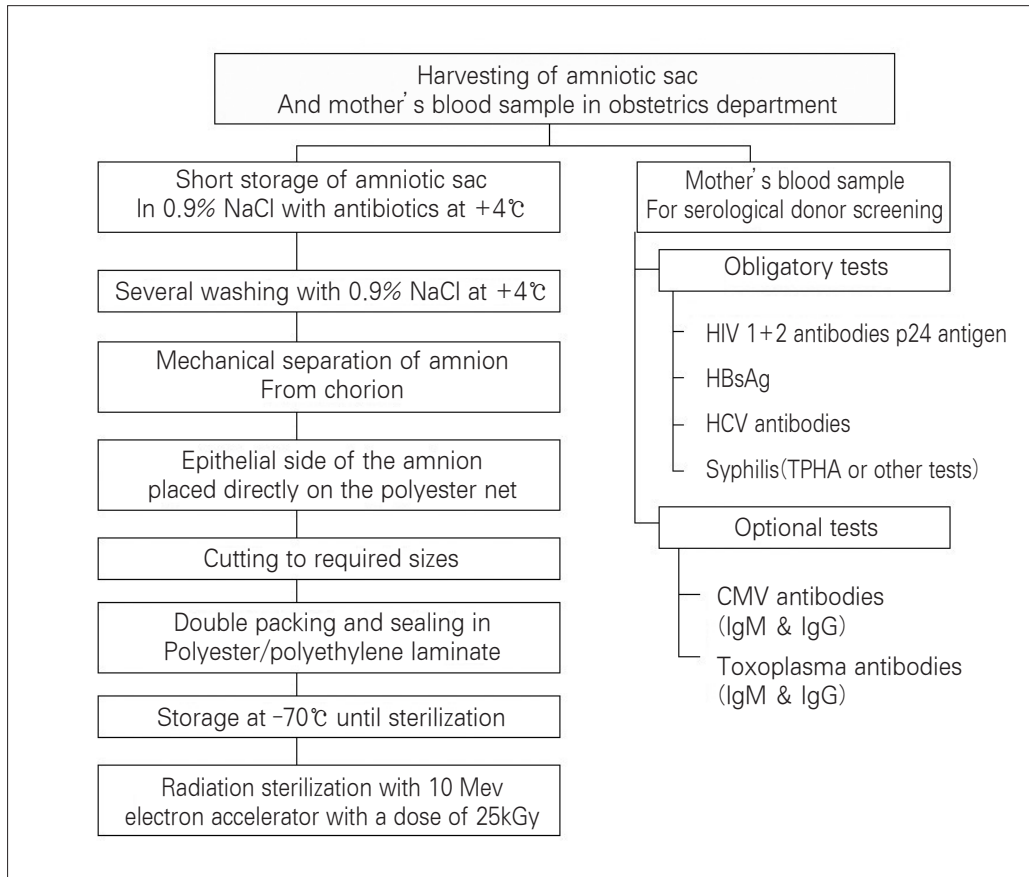 Harvesting of amniotic sac
And mother's blood sample in obstetrics department
Short storage of amniotic sac
In 0.9% NaCl with antibiotics at +4℃
Several washing with 0.9% NaCl at +4℃
Mechanical separation of amnion
From chorion
Epithelial side of the amnion
placed directly on the polyester net
Cutting to required sizes
Double packing and sealing in
Polyester/polyethylene laminate
Storage at -70℃ until sterilization
Radiation sterilization with 10 Mev
electron accelerator with a dose of 25kGy
Mother's blood sample
For serological donor screening
Obligatory tests
HIV 1+2 antibodies p24 antigen
HBsAg
HCV antibodies
Syphilis(TPHA or other tests)
Optional tests
CMV antibodies
(IgM & IgG)
Toxoplasma antibodies
(IgM & IgG)